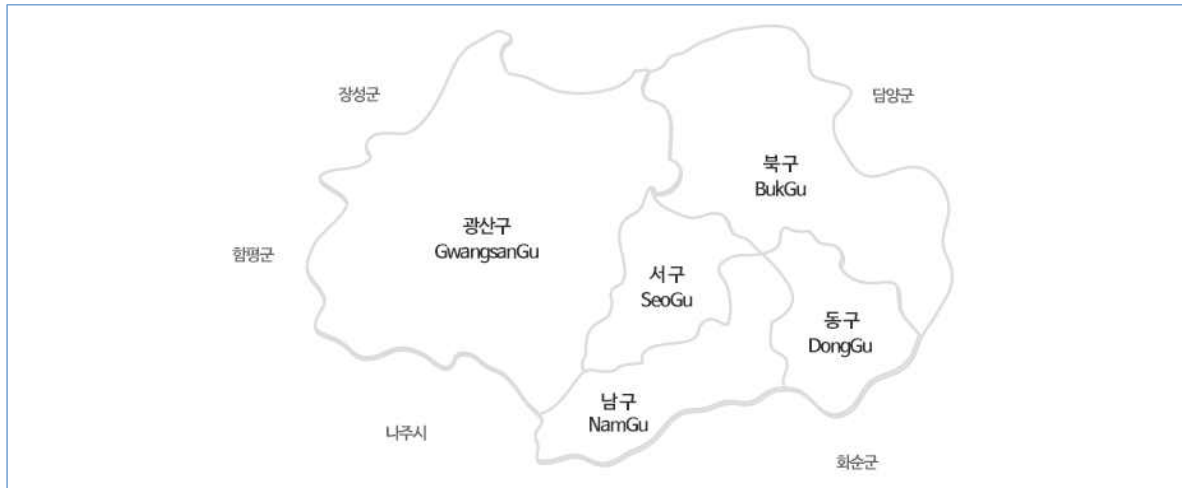 장성군
담양군
북구
BukGu
광산구
GwangsanGu
함평군
서구
SeoGu
동구
DongGu
남구
NamGu
나주시
화순군